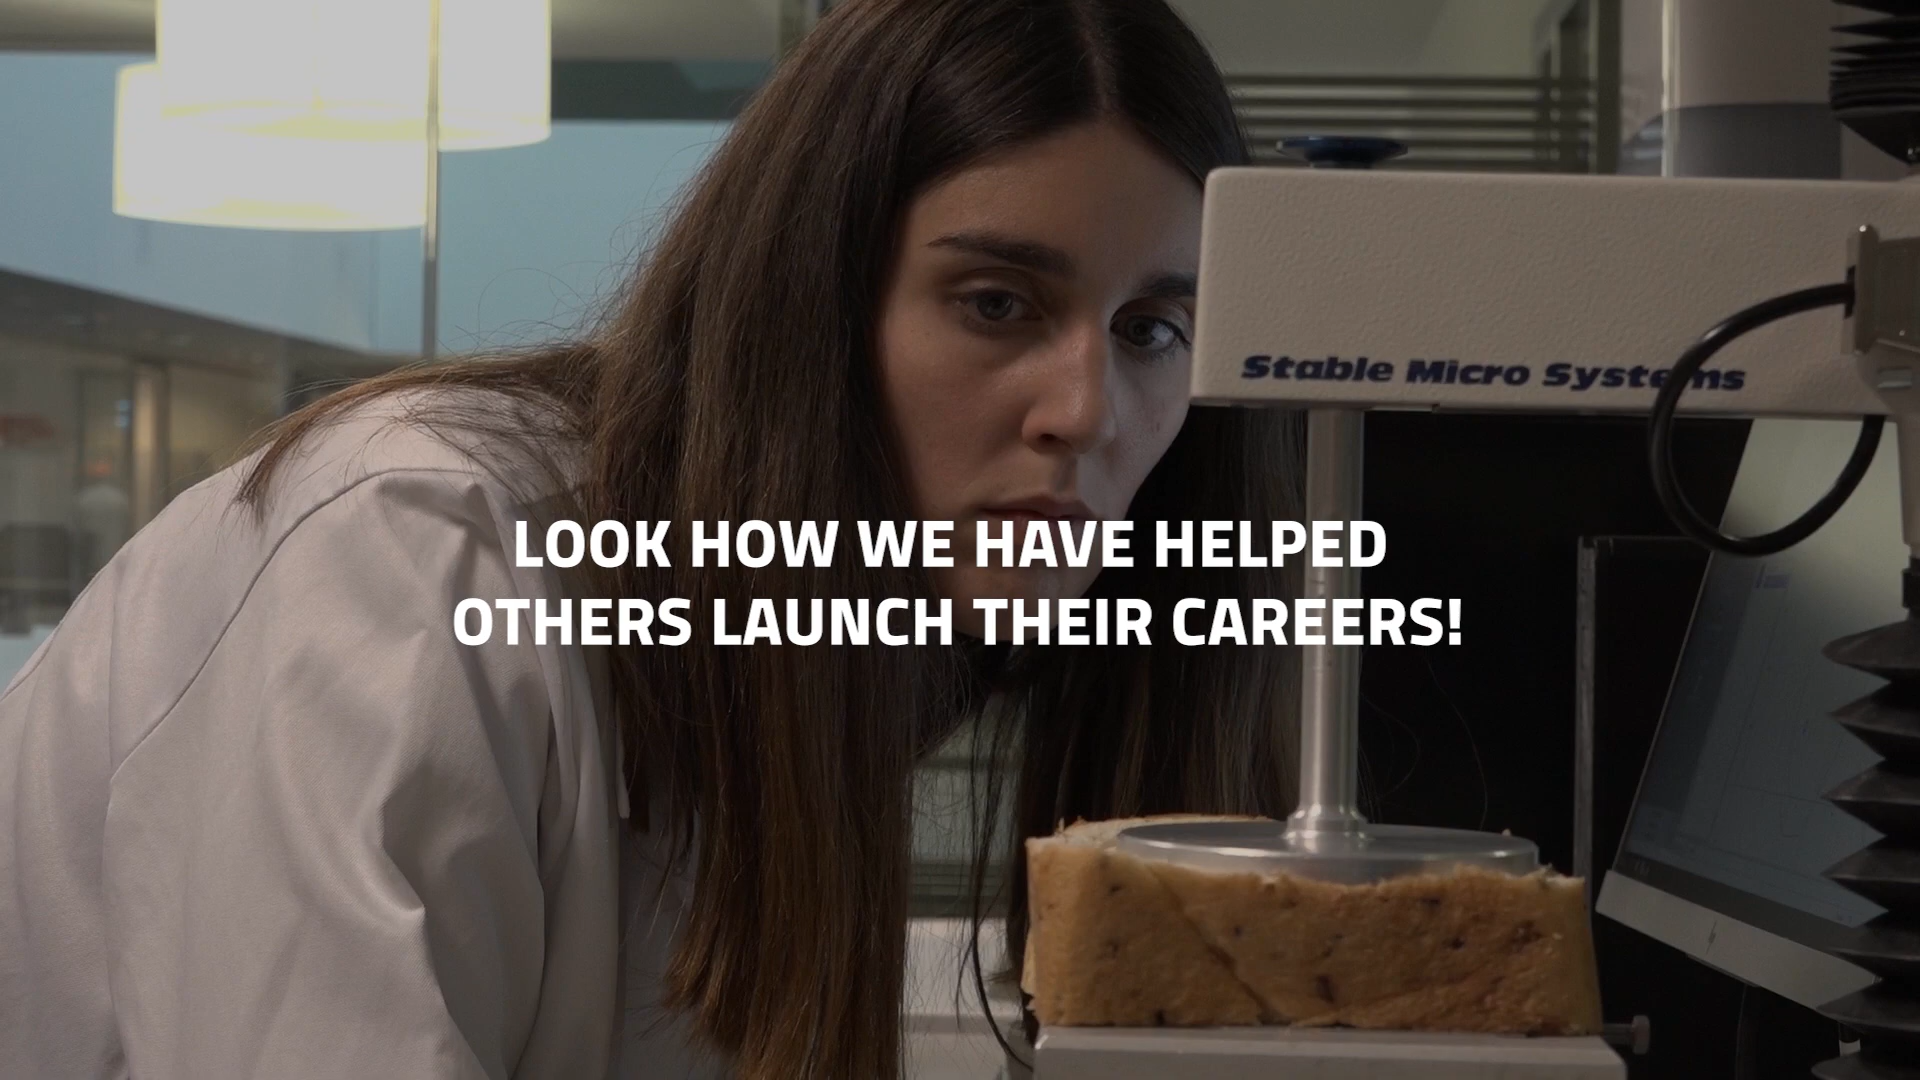 Stable Micro Systems
LOOK HOW WE HAVE HELPED
OTHERS LAUNCH THEIR CAREERS!